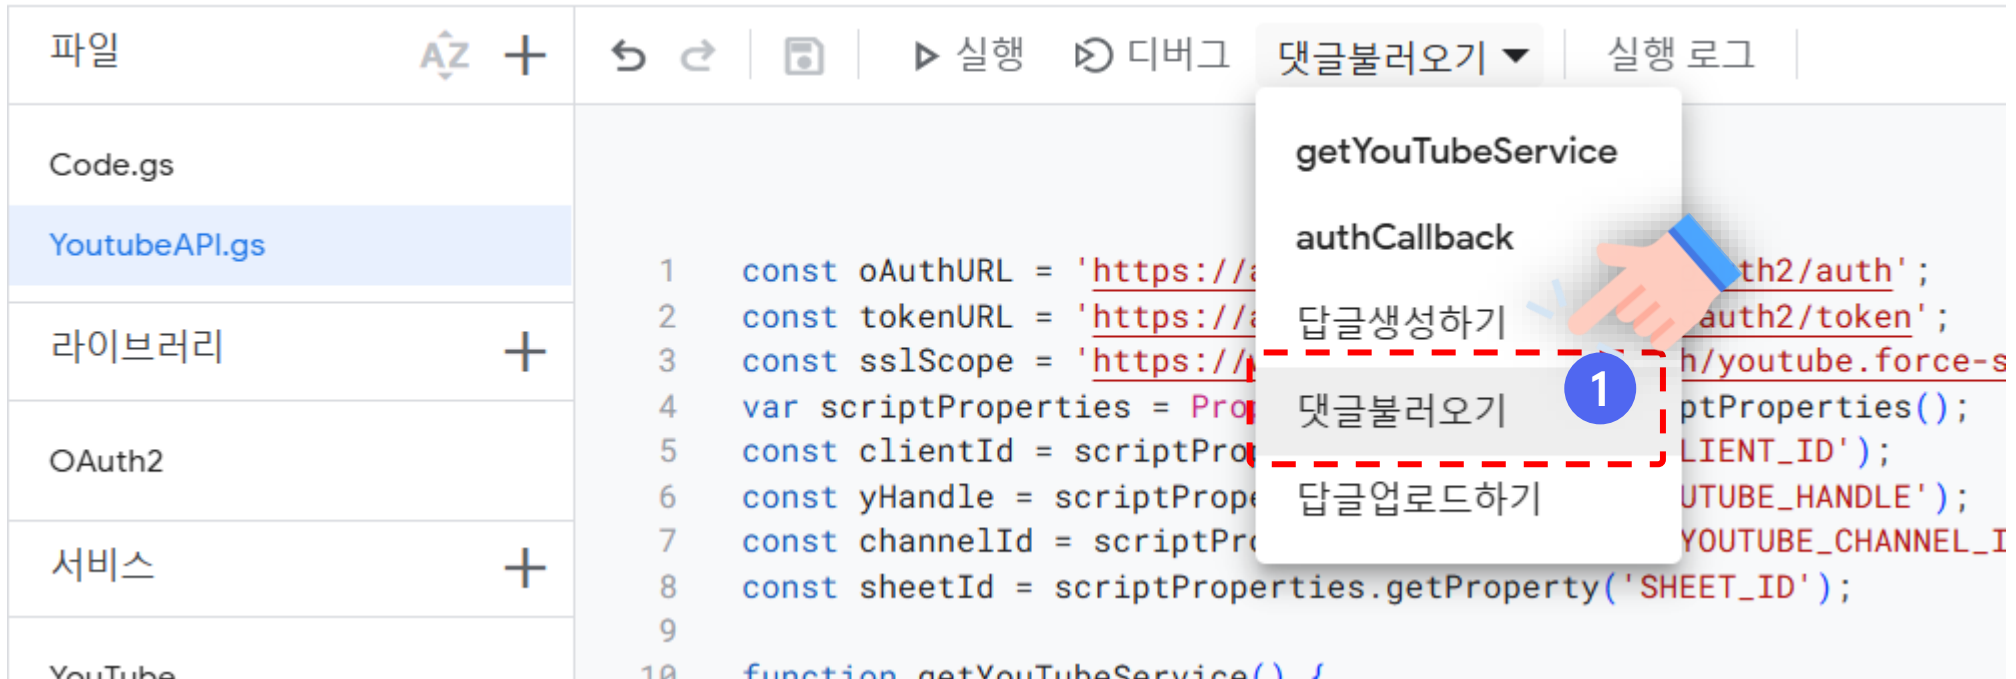 파일
AZ
실행
디버그
댓글불러오기
실행 로그
Code.gs
YoutubeAPI.gs
라이브러리
OAuth2
서비스
YouTube
getYouTubeService
authCallback
답글생성하기
댓글불러오기
1
답글업로드하기
1 const oAuthURL = 'https:// th2/auth';
2 const tokenURL = 'https:// auth2/token';
3 const sslScope = 'https:// h/youtube.force-s
4 var scriptProperties = Pro ptProperties();
5 const clientId = scriptPro LIENT_ID');
6 const yHandle = scriptPrope UTUBE_HANDLE');
7 const channelId = scriptPr YOUTUBE_CHANNEL_I
8 const sheetId = scriptProperties.getProperty('SHEET_ID');
9
10 function getYouTubeService() {